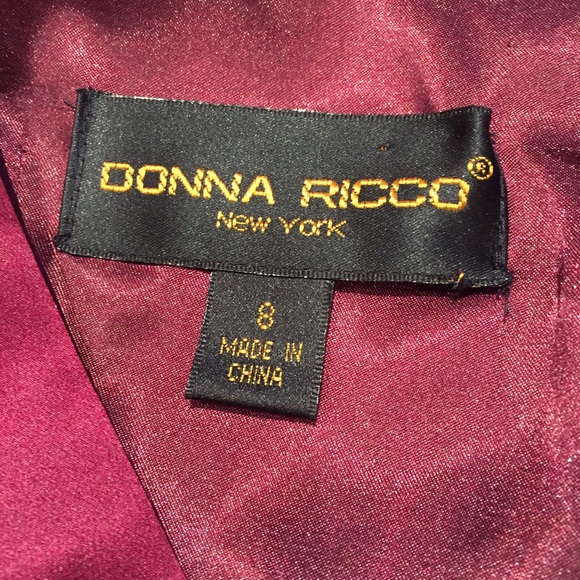 DONNA RICCO®
New York
8
MADE IN
CHINA